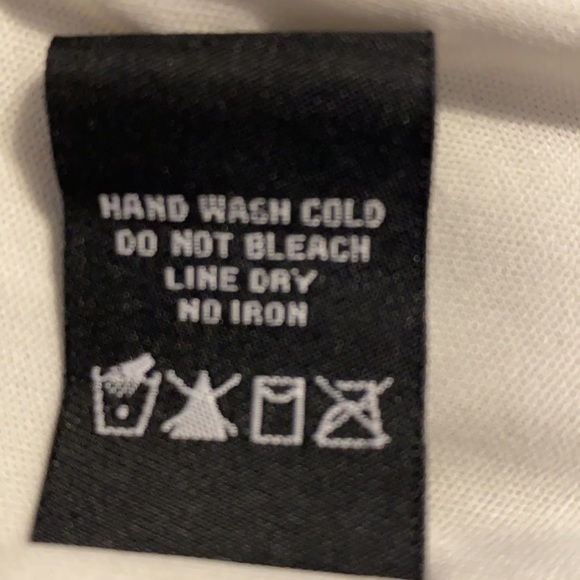 HAND WASH COLD
DO NOT BLEACH
LINE DRY
NO IRON